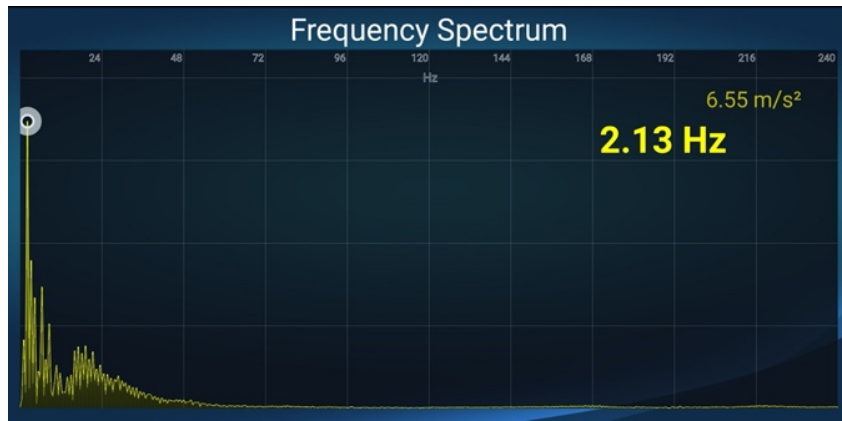 Frequency Spectrum
24 48 72 96 120 144 168 192 216 240
Hz
6.55 m/s²
2.13 Hz